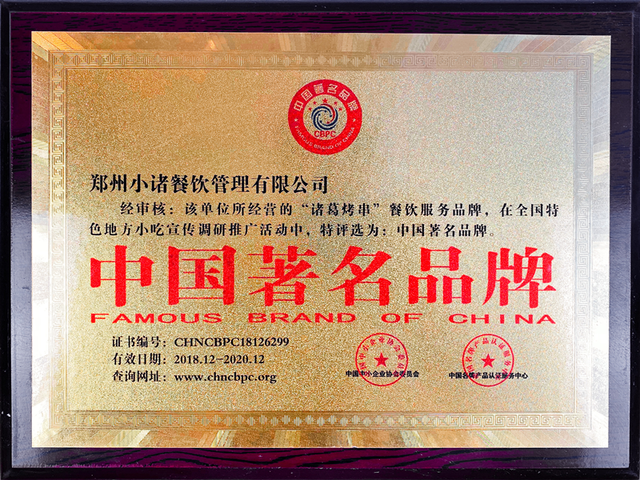 中国著名品牌
CBPC
FAMOUS BRAND OF CHINA
郑州小诸餐饮管理有限公司
经审核：该单位所经营的“诸葛烤串”餐饮服务品牌，在全国特
色地方小吃宣传调研推广活动中，特评选为：中国著名品牌。
中国著名品牌
FAMOUS BRAND OF CHINA
证书编号：CHNCBPC18126299
有效日期：2018.12-2020.12
查询网址：www.chncbpc.org
中国中小企业协会委员会
中国名牌产品认证服务中心